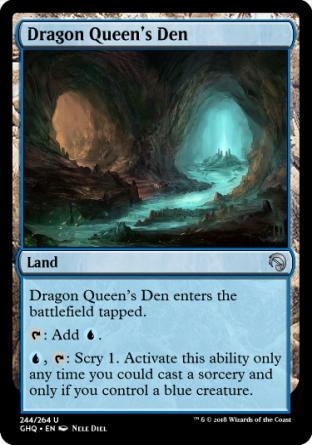 Dragon Queen's Den
Land
Dragon Queen's Den enters the
battlefield tapped.
: Add .
, : Scry 1. Activate this ability only
any time you could cast a sorcery and
only if you control a blue creature.
244/264 U
™ & © 2018 Wizards of the Coast
GHQ • EN Nele Diel